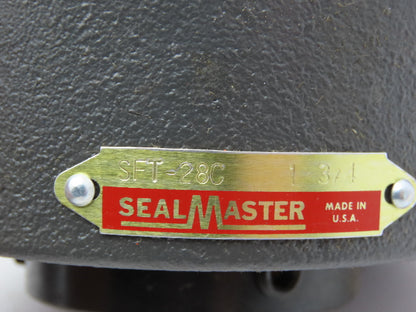 SFT-28C 1-3/4
SEALMASTER MADE IN
U.S.A.